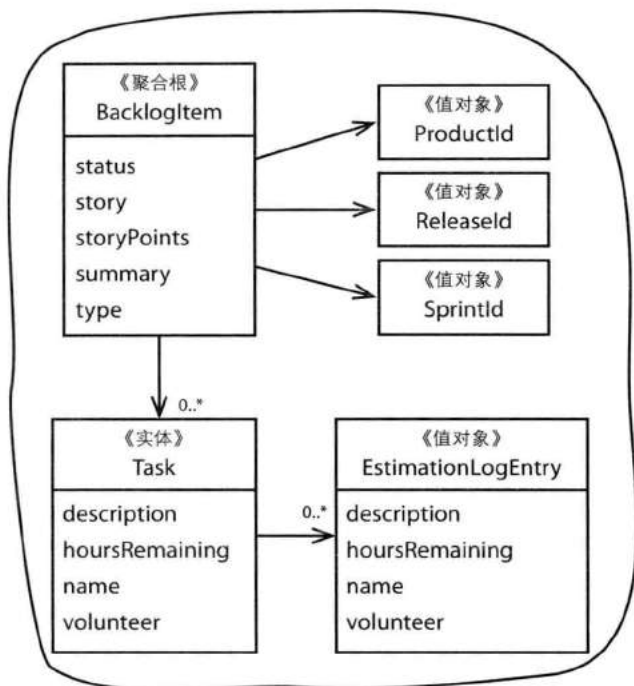 《聚合根》
BacklogItem
status
story
storyPoints
summary
type
《值对象》
ProductId
《值对象》
ReleaseId
《值对象》
SprintId
0..*
《实体》
Task
description
hoursRemaining
name
volunteer
0..*
《值对象》
EstimationLogEntry
description
hoursRemaining
name
volunteer